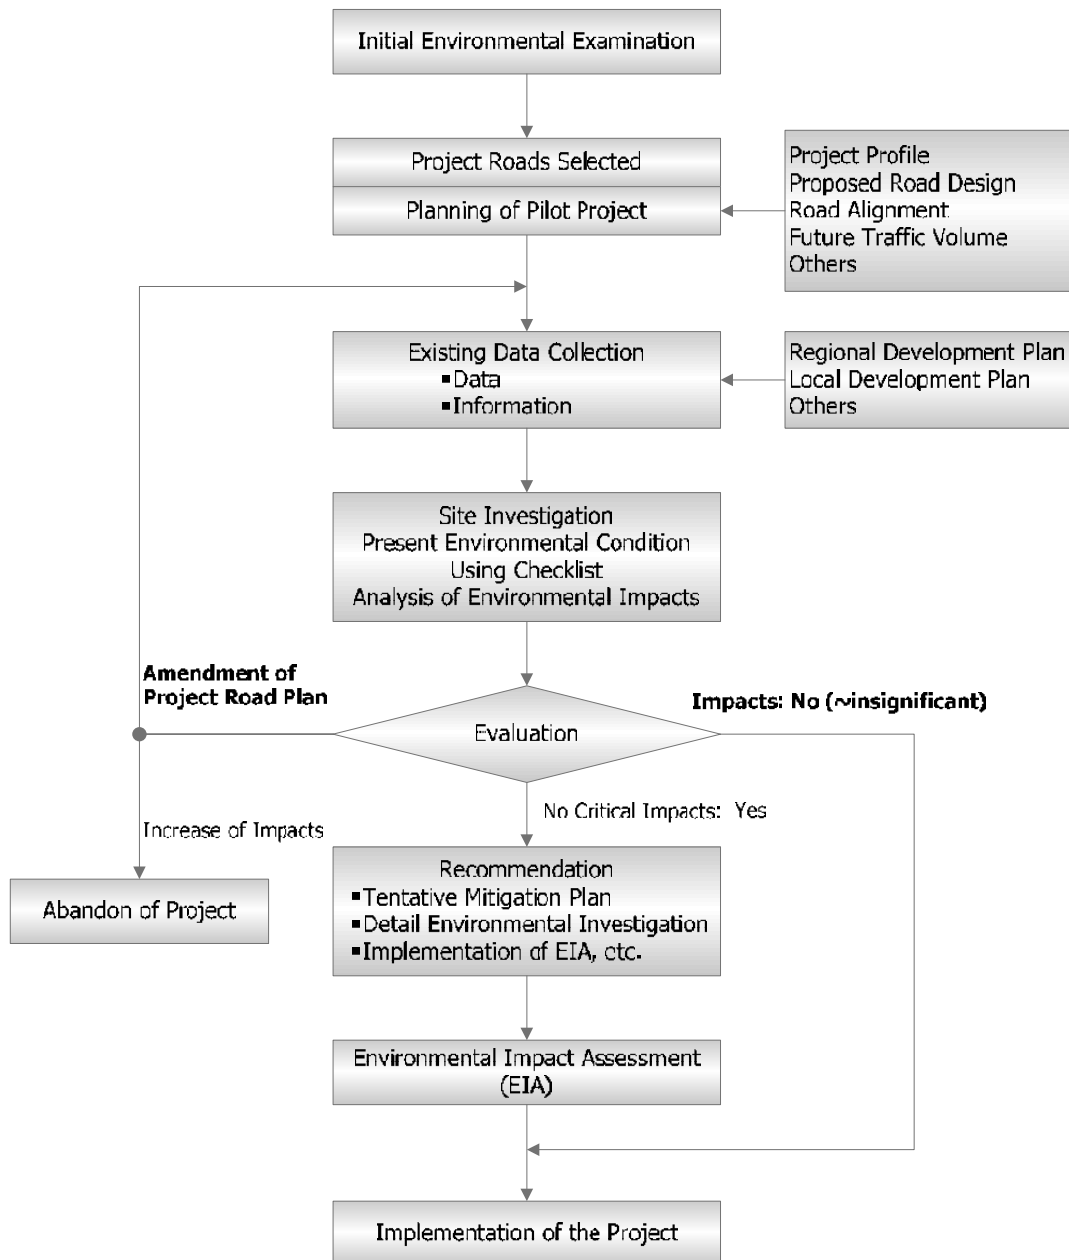 Initial Environmental Examination
Project Roads Selected
Planning of Pilot Project
Project Profile
Proposed Road Design
Road Alignment
Future Traffic Volume
Others
Existing Data Collection
▪Data
▪Information
Regional Development Plan
Local Development Plan
Others
Site Investigation
Present Environmental Condition
Using Checklist
Analysis of Environmental Impacts
Amendment of
Project Road Plan
Impacts: No (~insignificant)
Evaluation
No Critical Impacts: Yes
Increase of Impacts
Abandon of Project
Recommendation
▪Tentative Mitigation Plan
▪Detail Environmental Investigation
▪Implementation of EIA, etc.
Environmental Impact Assessment
(EIA)
Implementation of the Project